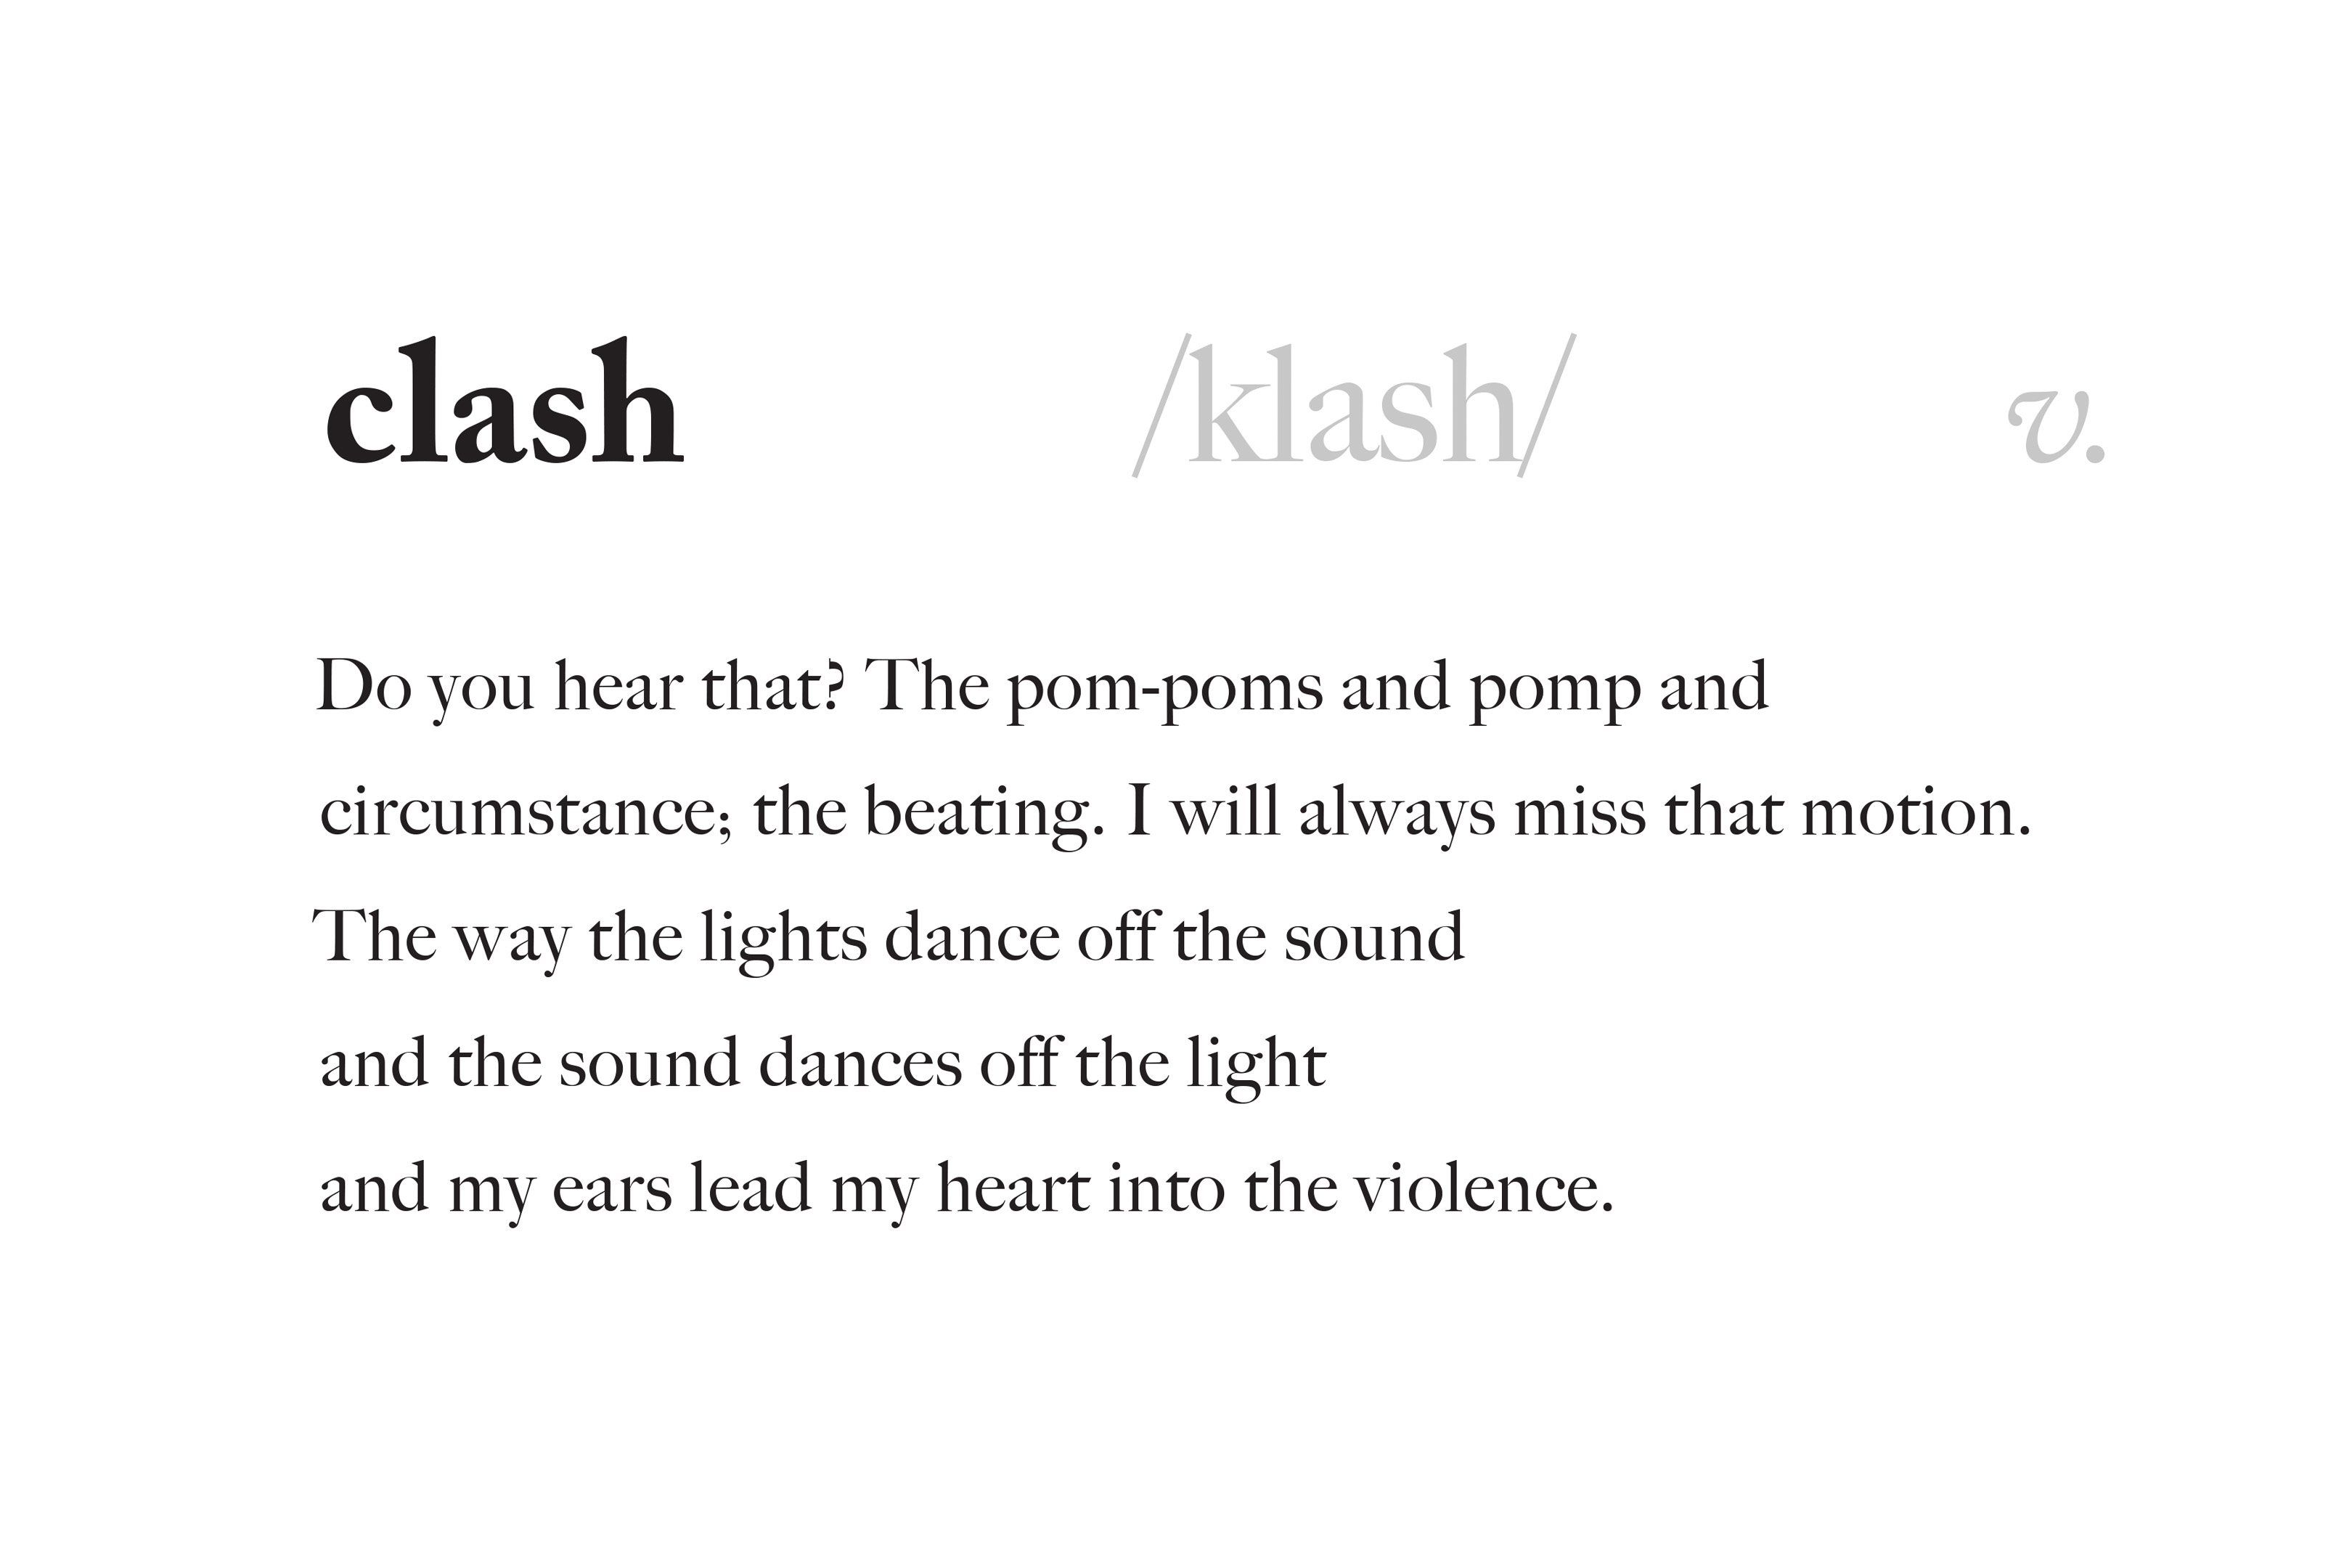 clash /klash/ v.
Do you hear that? The pom-poms and pomp and
circumstance; the beating. I will always miss that motion.
The way the lights dance off the sound
and the sound dances off the light
and my ears lead my heart into the violence.